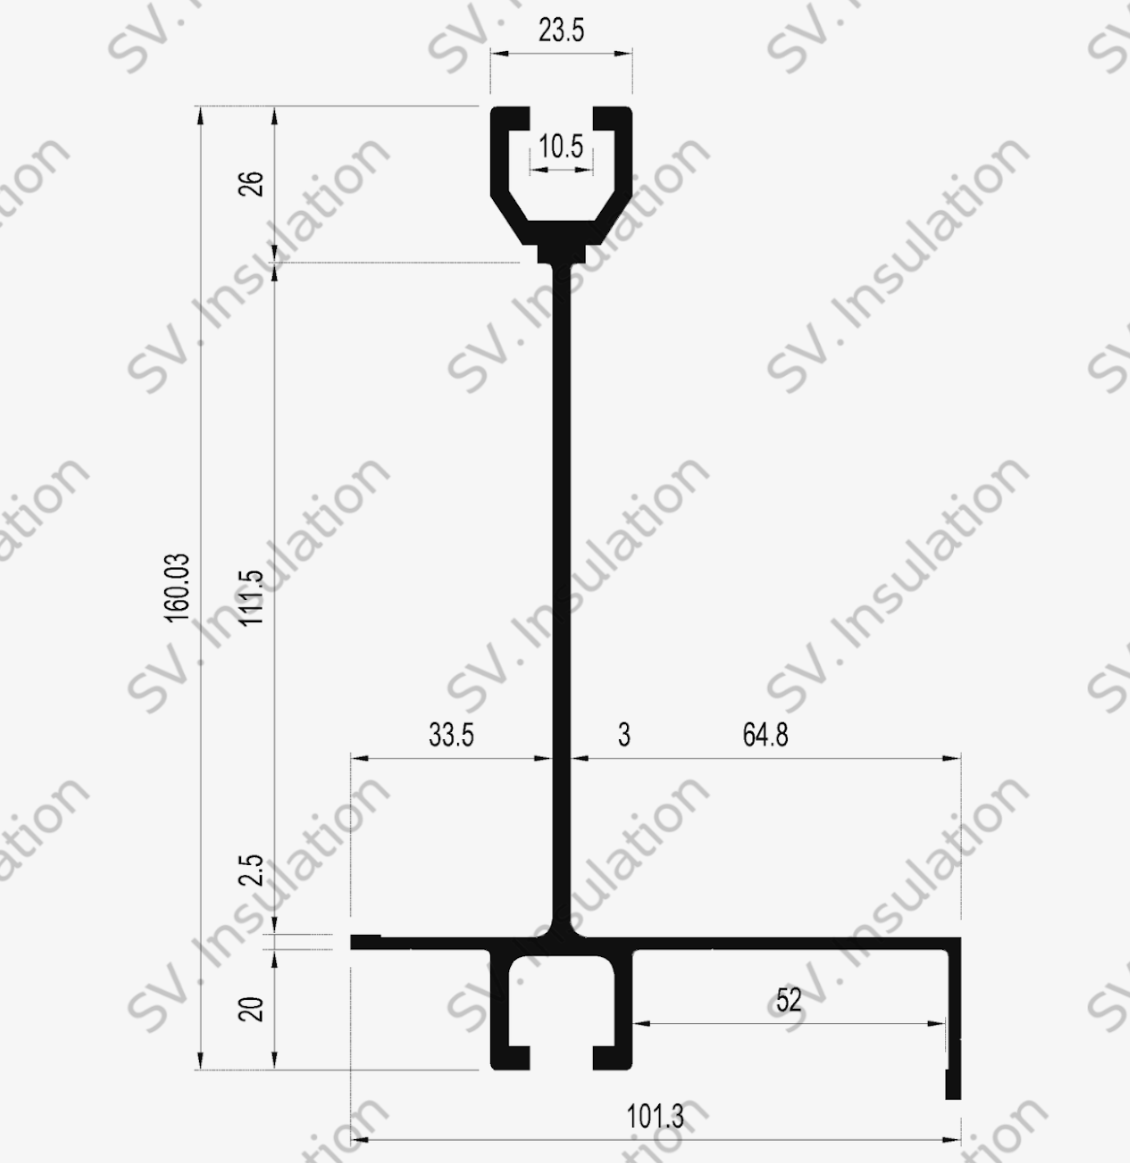 23.5
10.5
26
160.03
111.5
33.5
3
64.8
2.5
20
52
101.3
SV. Insulation
SV. Insulation
SV. Insulation
SV. Insulation
SV. Insulation
SV. Insulation
SV. Insulation
SV. Insulation
SV. Insulation